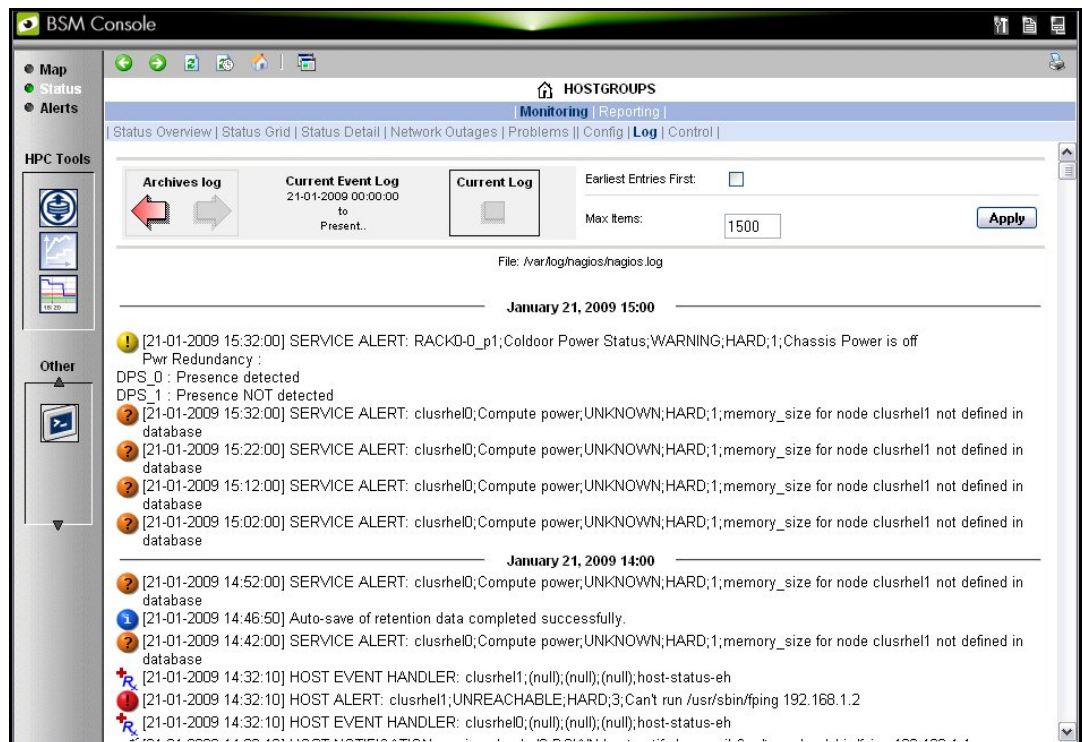 BSM Console
Map
Status
Alerts
HPC Tools
18:20
Other
HOSTGROUPS
| Monitoring | Reporting |
| Status Overview | Status Grid | Status Detail | Network Outages | Problems || Config | Log | Control |
Archives log
Current Event Log
21-01-2009 00:00:00
to
Present..
Current Log
Earliest Entries First:
Max Items:
1500
Apply
File: /var/log/nagios/nagios.log
January 21, 2009 15:00
[21-01-2009 15:32:00] SERVICE ALERT: RACK0-0_p1;Coldoor Power Status;WARNING;HARD;1;Chassis Power is off
Pwr Redundancy :
DPS_0 : Presence detected
DPS_1 : Presence NOT detected
[21-01-2009 15:32:00] SERVICE ALERT: clusrhel0;Compute power;UNKNOWN;HARD;1;memory_size for node clusrhel1 not defined in
database
[21-01-2009 15:22:00] SERVICE ALERT: clusrhel0;Compute power;UNKNOWN;HARD;1;memory_size for node clusrhel1 not defined in
database
[21-01-2009 15:12:00] SERVICE ALERT: clusrhel0;Compute power;UNKNOWN;HARD;1;memory_size for node clusrhel1 not defined in
database
[21-01-2009 15:02:00] SERVICE ALERT: clusrhel0;Compute power;UNKNOWN;HARD;1;memory_size for node clusrhel1 not defined in
database
January 21, 2009 14:00
[21-01-2009 14:52:00] SERVICE ALERT: clusrhel0;Compute power;UNKNOWN;HARD;1;memory_size for node clusrhel1 not defined in
database
[21-01-2009 14:46:50] Auto-save of retention data completed successfully.
[21-01-2009 14:42:00] SERVICE ALERT: clusrhel0;Compute power;UNKNOWN;HARD;1;memory_size for node clusrhel1 not defined in
database
[21-01-2009 14:32:10] HOST EVENT HANDLER: clusrhel1;(null);(null);(null);host-status-eh
[21-01-2009 14:32:10] HOST ALERT: clusrhel1;UNREACHABLE;HARD;3;Can't run /usr/sbin/fping 192.168.1.2
[21-01-2009 14:32:10] HOST EVENT HANDLER: clusrhel0;(null);(null);(null);host-status-eh